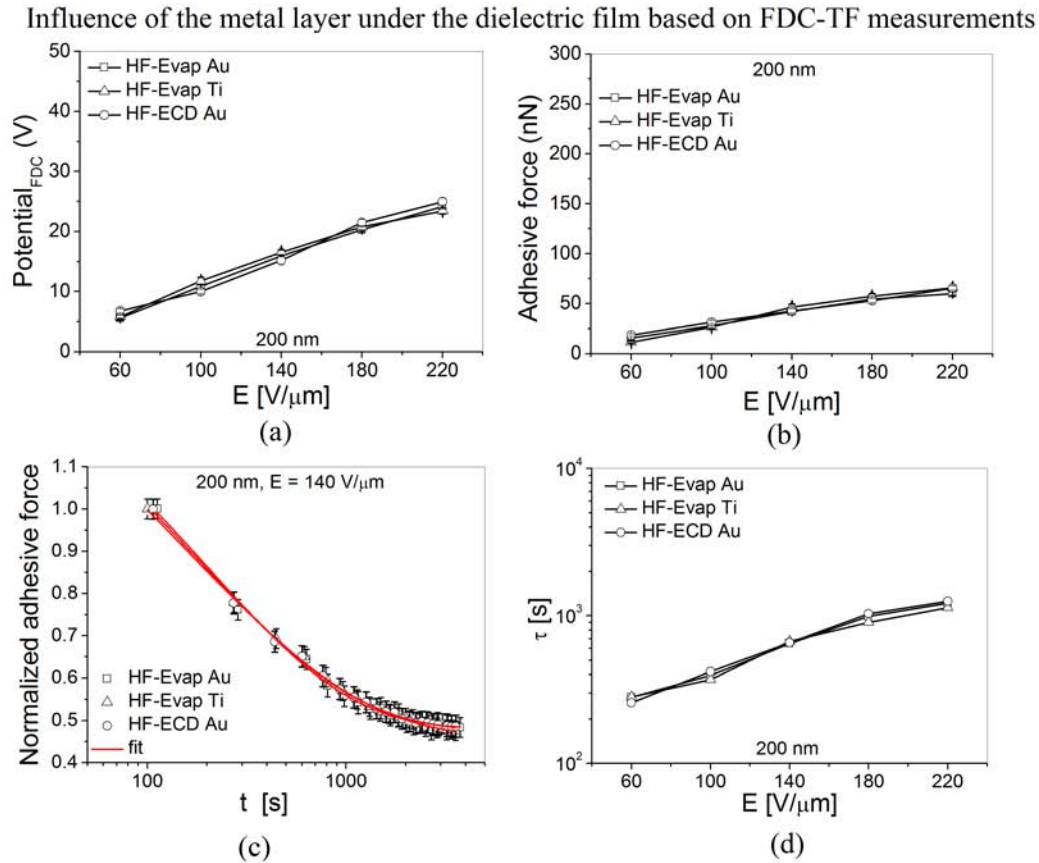 Influence of the metal layer under the dielectric film based on FDC-TF measurements
50
40
30
20
10
0
Potential_FDC (V)
HF-Evap Au
HF-Evap Ti
HF-ECD Au
200 nm
60 100 140 180 220
E [V/μm]
(a)
300
250
200
150
100
50
0
Adhesive force (nN)
200 nm
HF-Evap Au
HF-Evap Ti
HF-ECD Au
60 100 140 180 220
E [V/μm]
(b)
1.1
1.0
0.9
0.8
0.7
0.6
0.5
0.4
Normalized adhesive force
200 nm, E = 140 V/μm
HF-Evap Au
HF-Evap Ti
HF-ECD Au
fit
100 1000
t [s]
(c)
10⁴
10³
10²
τ [s]
HF-Evap Au
HF-Evap Ti
HF-ECD Au
200 nm
60 100 140 180 220
E [V/μm]
(d)